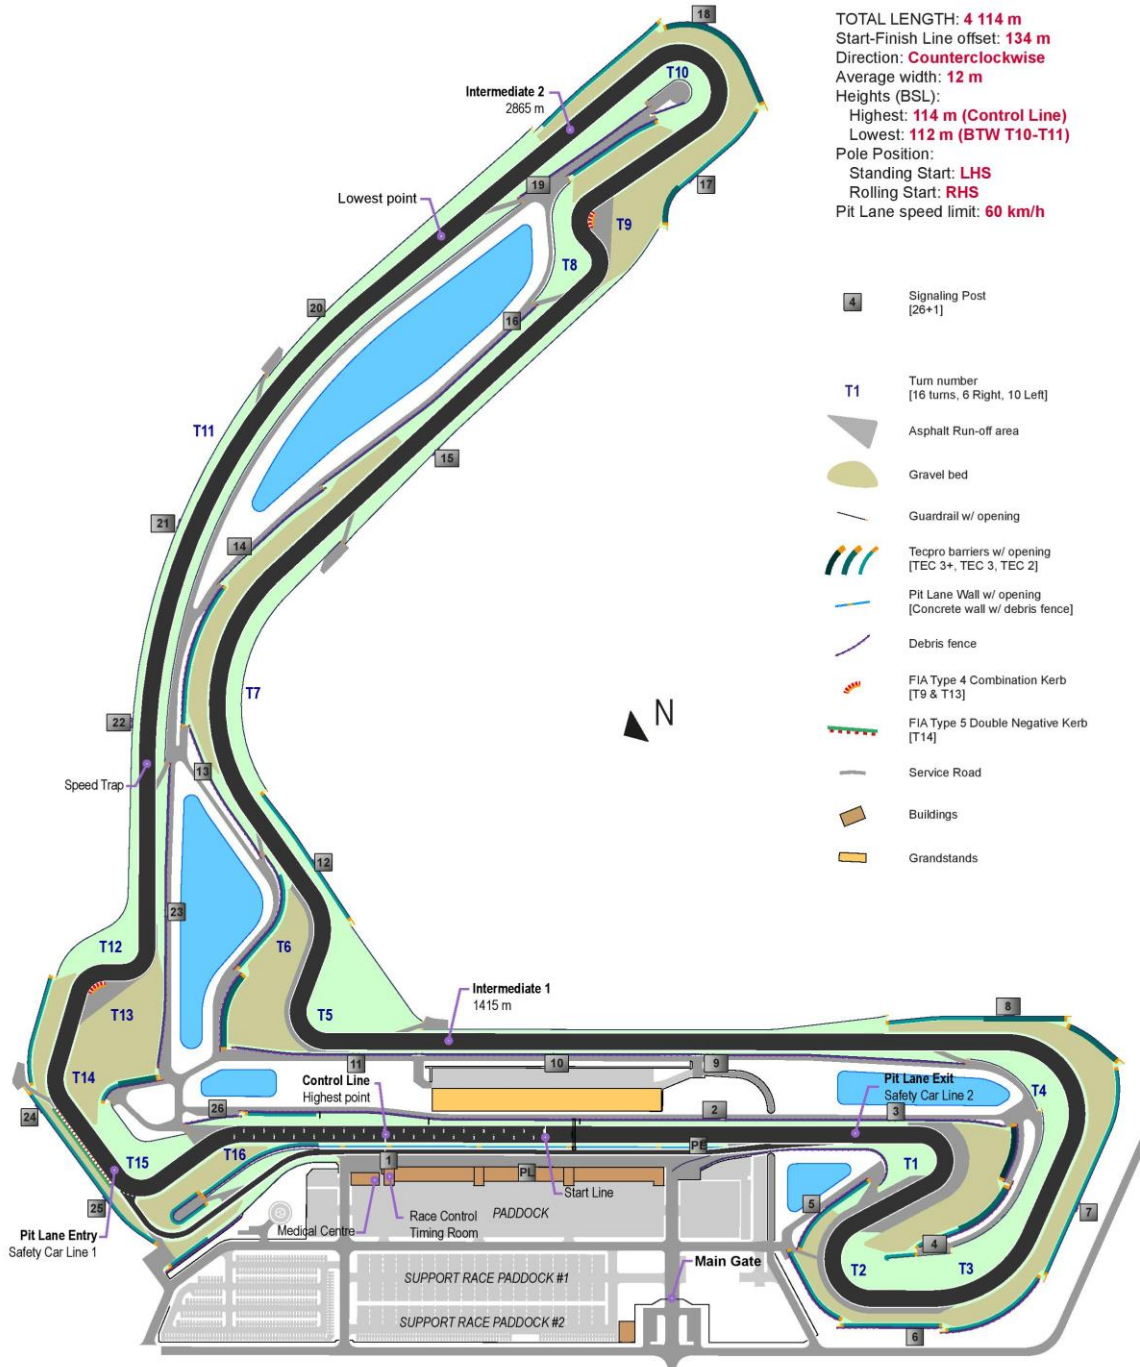 TOTAL LENGTH: 4 114 m
Start-Finish Line offset: 134 m
Direction: Counterclockwise
Average width: 12 m
Heights (BSL):
Highest: 114 m (Control Line)
Lowest: 112 m (BTW T10-T11)
Pole Position:
Standing Start: LHS
Rolling Start: RHS
Pit Lane speed limit: 60 km/h
4
Signaling Post
[26+1]
T1
Turn number
[16 turns, 6 Right, 10 Left]
Asphalt Run-off area
Gravel bed
Guardrail w/ opening
Tecpro barriers w/ opening
[TEC 3+, TEC 3, TEC 2]
Pit Lane Wall w/ opening
[Concrete wall w/ debris fence]
Debris fence
FIA Type 4 Combination Kerb
[T9 & T13]
FIA Type 5 Double Negative Kerb
[T14]
Service Road
Buildings
Grandstands
N
18
T10
Intermediate 2
2865 m
19
17
Lowest point
T9
T8
20
16
T11
15
21
14
T7
22
13
Speed Trap
12
23
T12
T6
T13
T5
Intermediate 1
1415 m
8
11
10
9
T14
Control Line
Highest point
Pit Lane Exit
Safety Car Line 2
T4
24
26
2
3
T15
T16
1
PL
PL
T1
Start Line
5
25
Pit Lane Entry
Safety Car Line 1
Medical Centre
Race Control
Timing Room
PADDOCK
7
4
T2
T3
Main Gate
SUPPORT RACE PADDOCK #1
SUPPORT RACE PADDOCK #2
6